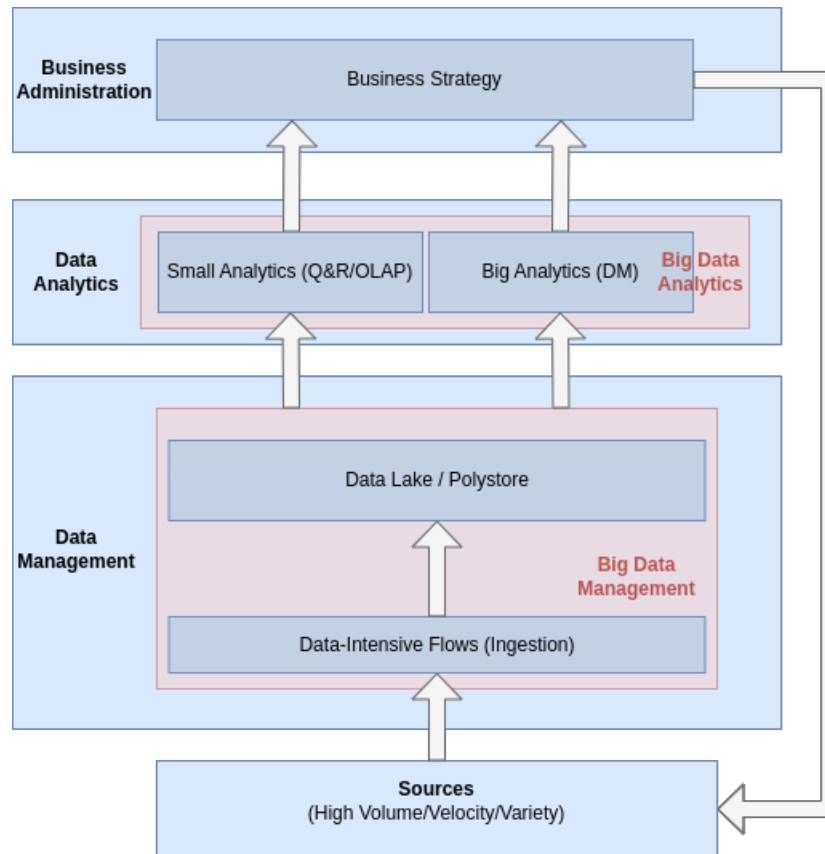 Business
Administration
Business Strategy
Data
Analytics
Small Analytics (Q&R/OLAP)
Big Analytics (DM)
Big Data
Analytics
Data
Management
Data Lake / Polystore
Big Data
Management
Data-Intensive Flows (Ingestion)
Sources
(High Volume/Velocity/Variety)